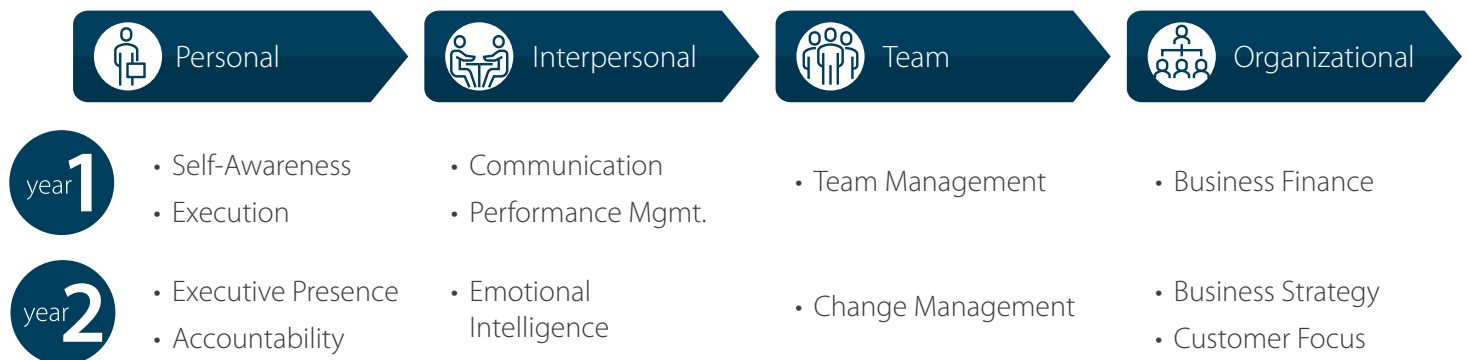 Personal
Interpersonal
Team
Organizational
year 1
• Self-Awareness
• Execution
• Communication
• Performance Mgmt.
• Team Management
• Business Finance
year 2
• Executive Presence
• Accountability
• Emotional
Intelligence
• Change Management
• Business Strategy
• Customer Focus